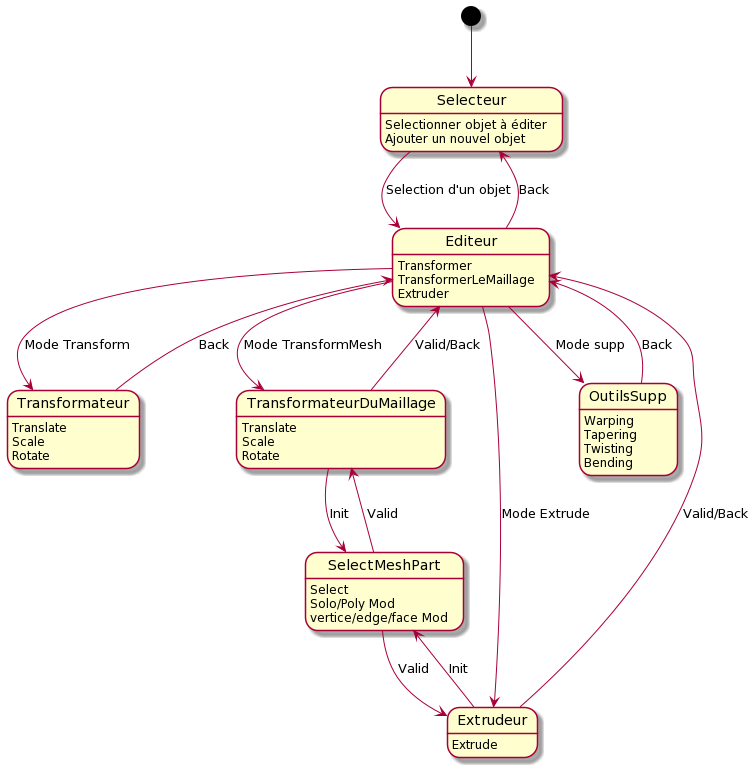 Selecteur
Selectionner objet à éditer
Ajouter un nouvel objet
Selection d'un objet
Back
Editeur
Transformer
TransformerLeMaillage
Extruder
Mode Transform
Back
Mode TransformMesh
Valid/Back
Mode supp
Back
Transformateur
Translate
Scale
Rotate
TransformateurDuMaillage
Translate
Scale
Rotate
OutilsSupp
Warping
Tapering
Twisting
Bending
Init
Valid
Mode Extrude
Valid/Back
SelectMeshPart
Select
Solo/Poly Mod
vertice/edge/face Mod
Valid
Init
Extrudeur
Extrude